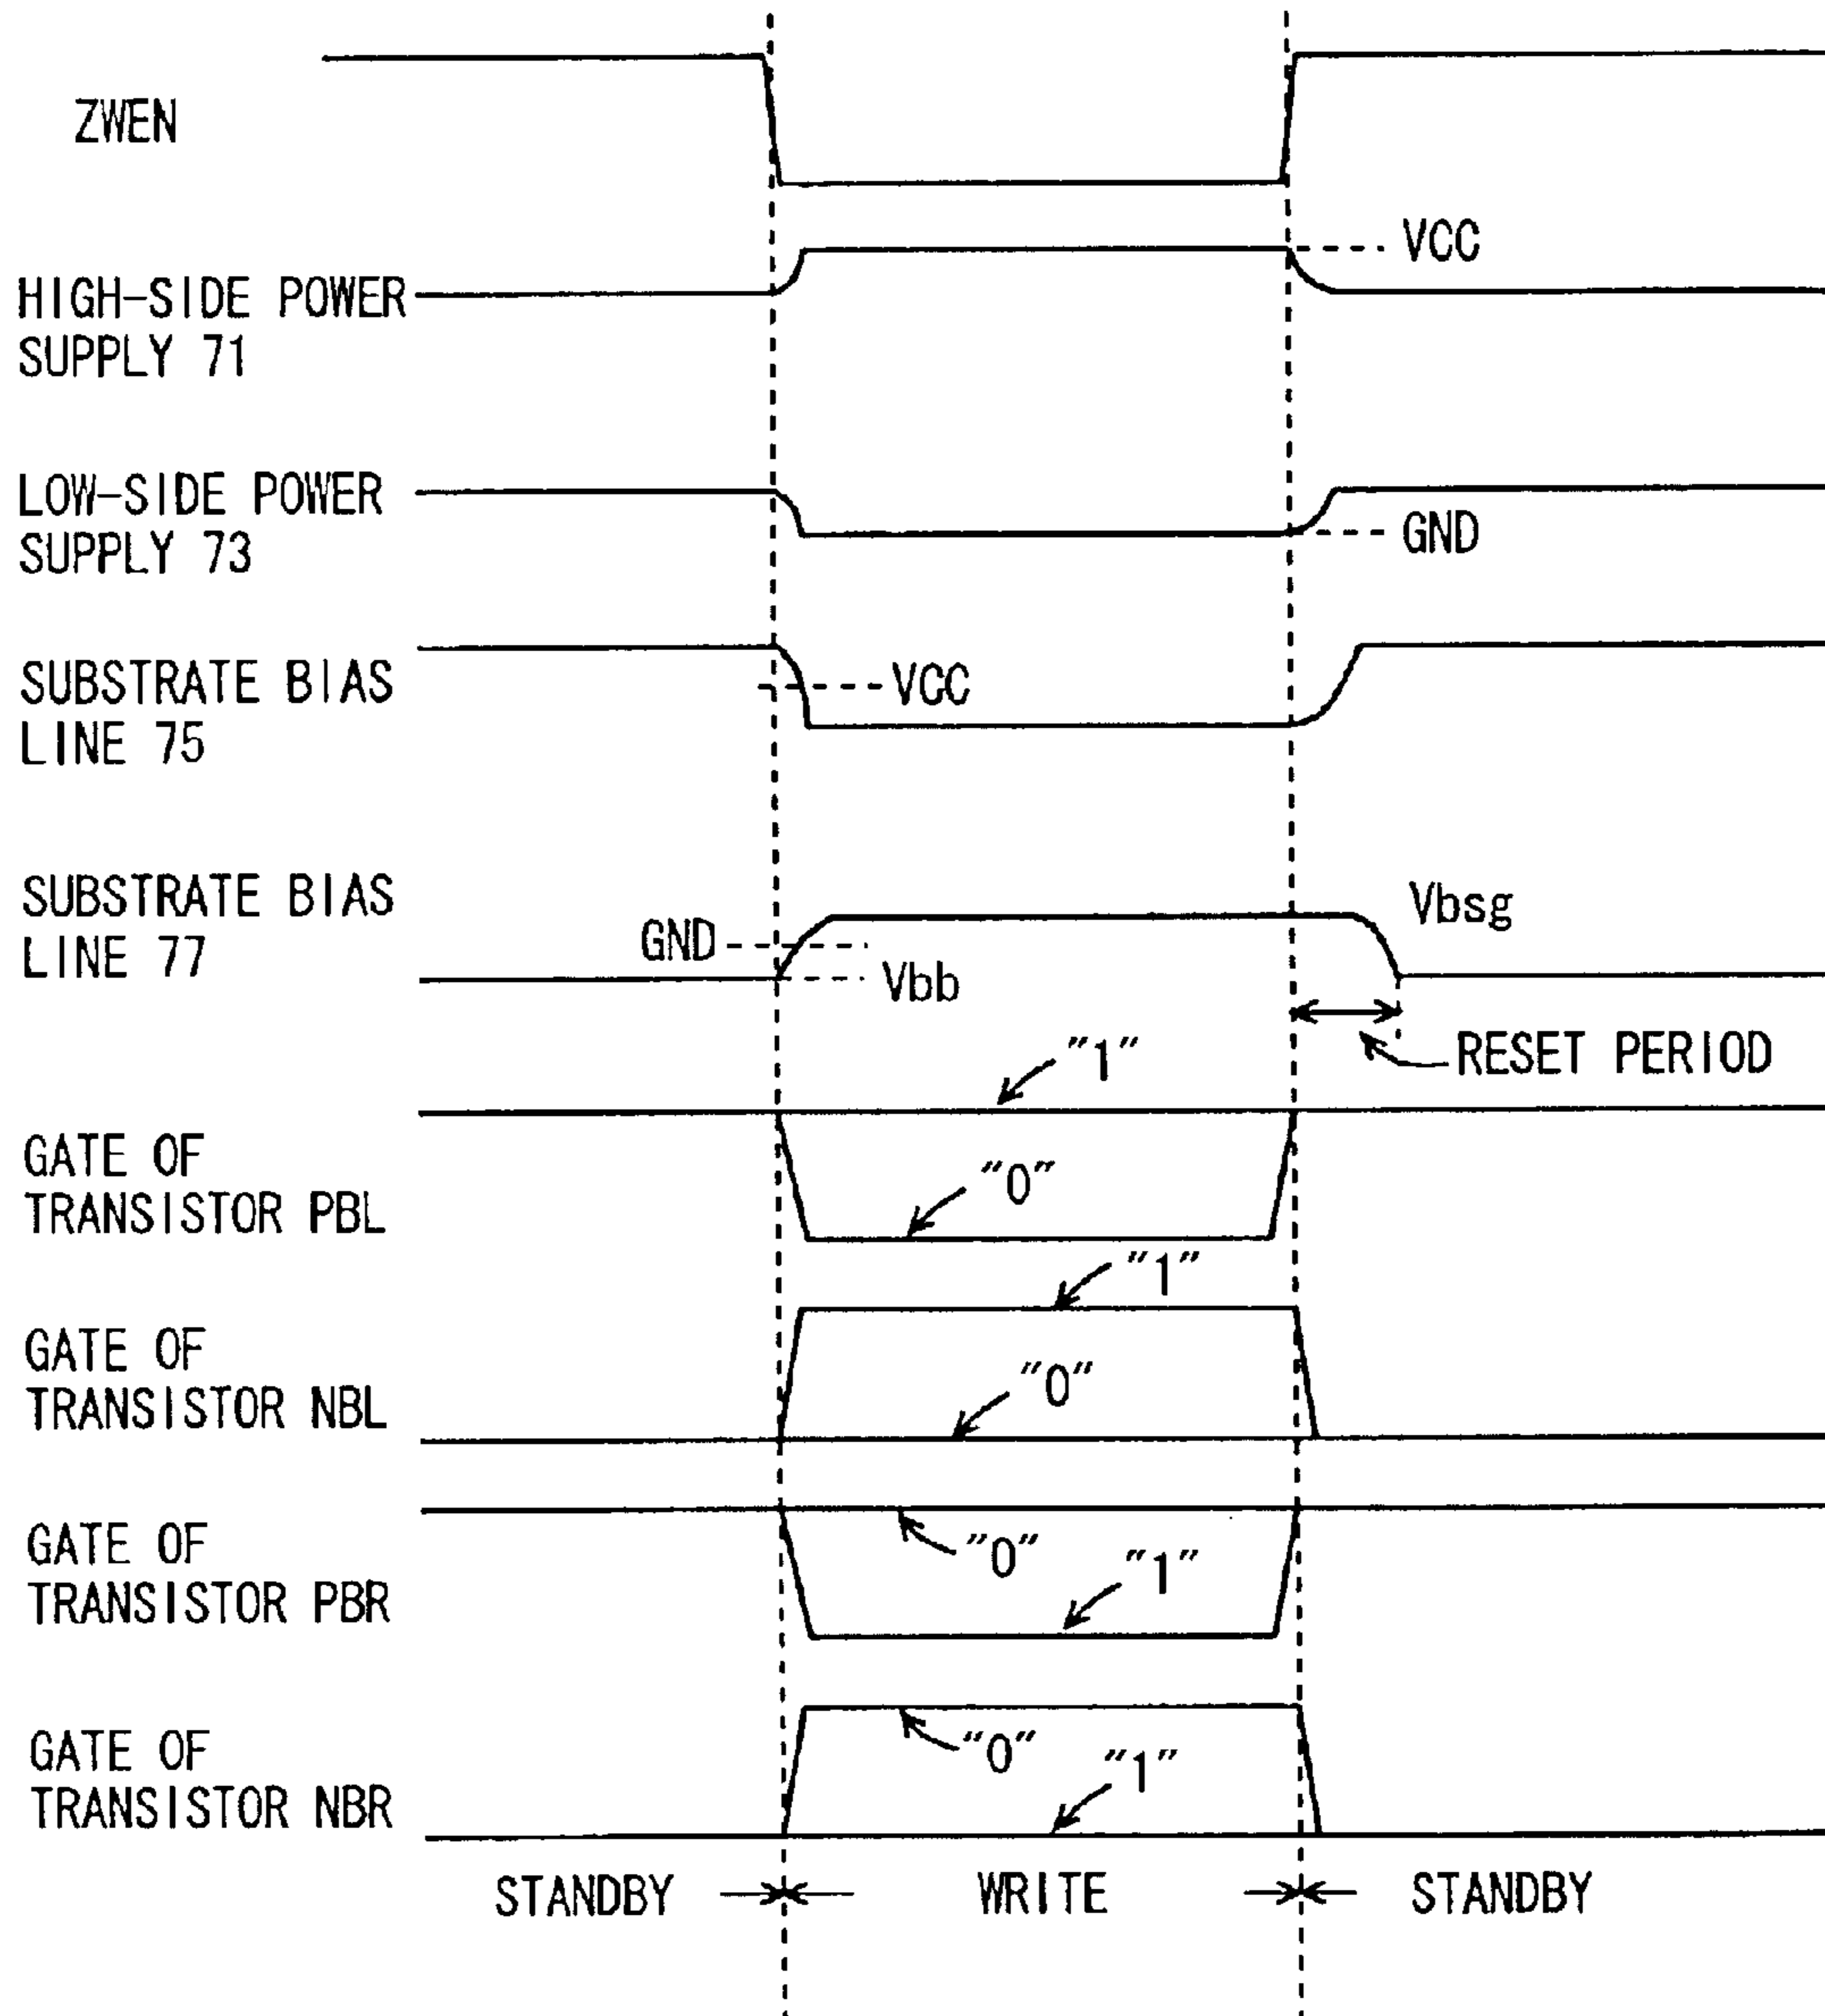 ZWEN
VCC
HIGH-SIDE POWER
SUPPLY 71
LOW-SIDE POWER
SUPPLY 73
GND
SUBSTRATE BIAS
LINE 75
VCC
SUBSTRATE BIAS
LINE 77
GND
Vbb
Vbsg
RESET PERIOD
"1"
GATE OF
TRANSISTOR PBL
"0"
"1"
GATE OF
TRANSISTOR NBL
"0"
GATE OF
TRANSISTOR PBR
"0"
"1"
GATE OF
TRANSISTOR NBR
"0"
"1"
STANDBY
WRITE
STANDBY